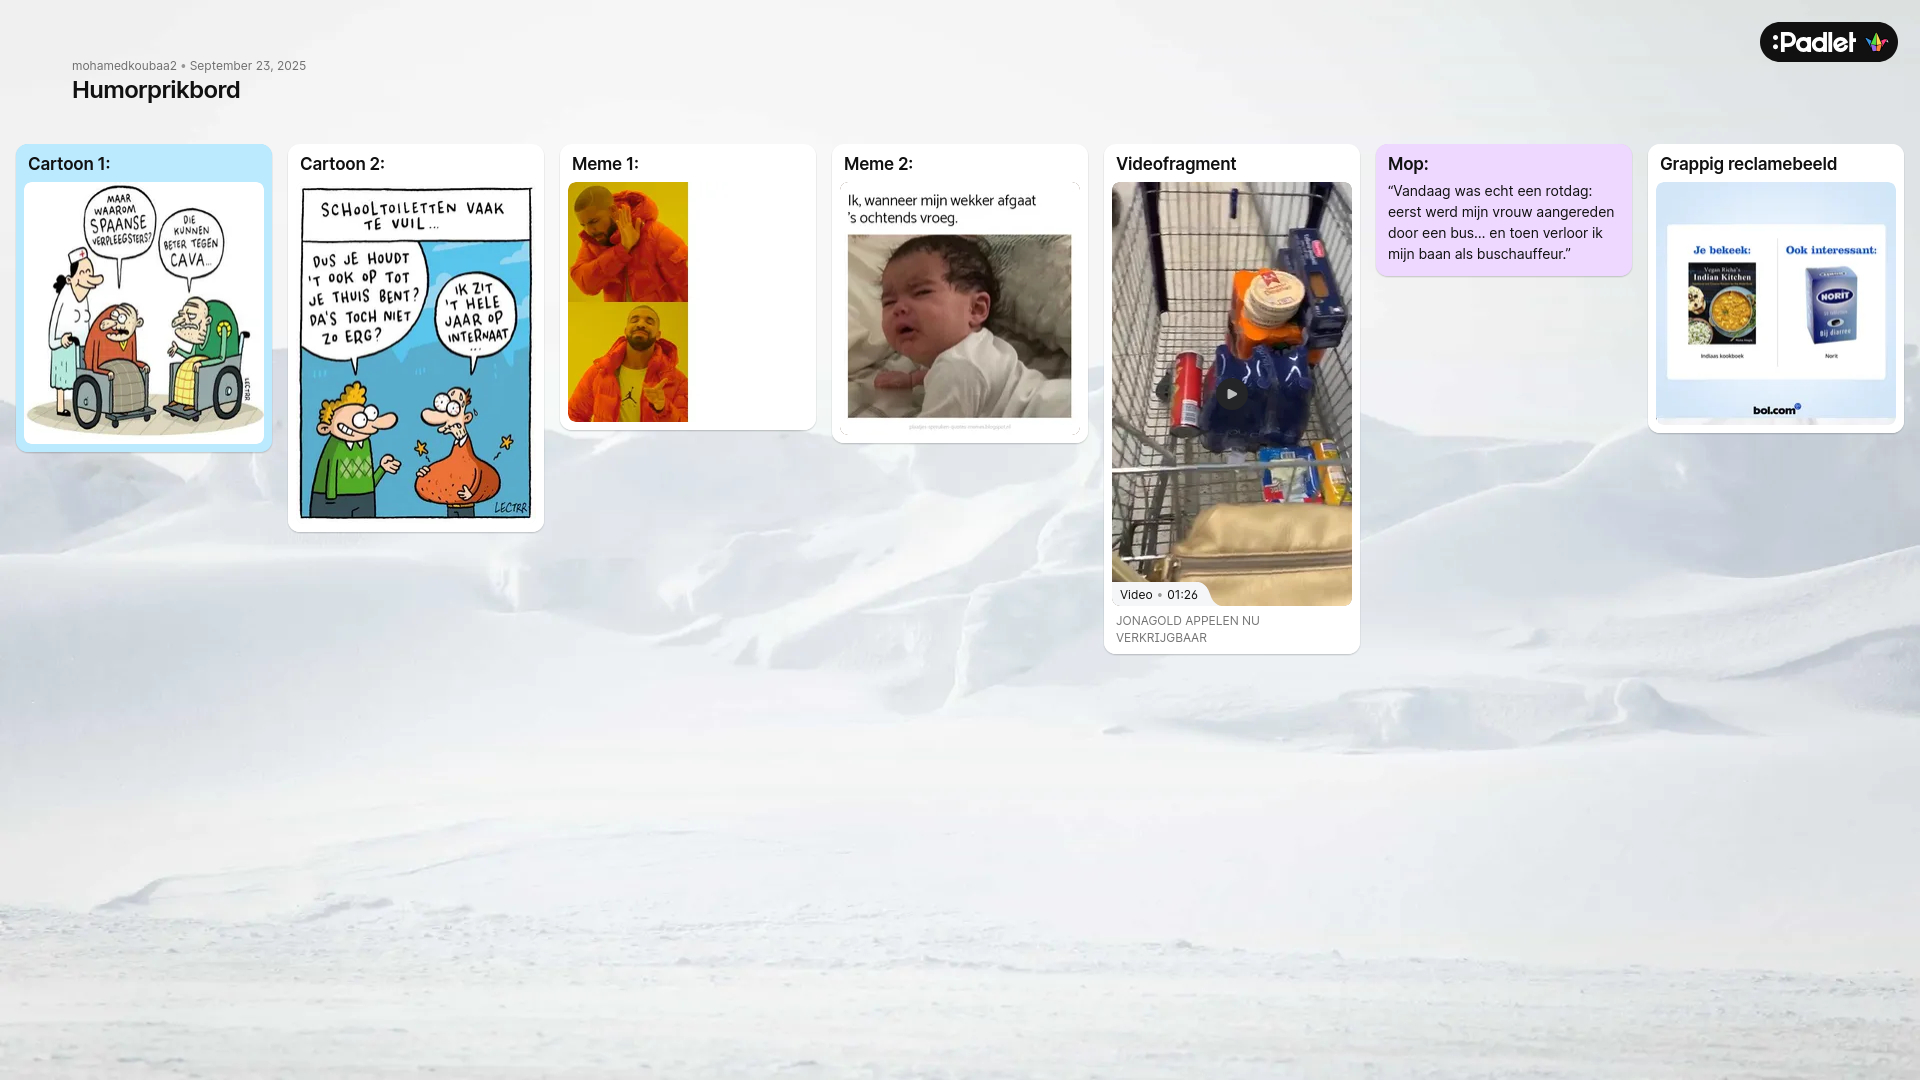 :Padlet
mohamedkoubaa2 • September 23, 2025
Humorprikbord
Cartoon 1:
MAAR
WAAROM
SPAANSE
VERPLEEGSTERS?
DIE
KUNNEN
BETER TEGEN
CAVA...
LECTRR
Cartoon 2:
SCHOOLTOILETTEN VAAK
TE VUIL...
DUS JE HOUDT
'T OOK OP TOT
JE THUIS BENT?
DA'S TOCH NIET
ZO ERG?
IK ZIT
'T HELE
JAAR OP
INTERNAAT
...
LECTRR
Meme 1:
Meme 2:
Ik, wanneer mijn wekker afgaat
's ochtends vroeg.
Videofragment
Video • 01:26
JONAGOLD APPELEN NU
VERKRIJGBAAR
Mop:
“Vandaag was echt een rotdag:
eerst werd mijn vrouw aangereden
door een bus… en toen verloor ik
mijn baan als buschauffeur.”
Grappig reclamebeeld
Je bekeek:
Vegan Richa's
Indian Kitchen
Indiaas kookboek
Ook interessant:
NORIT
Bij diarree
Norit
bol.com